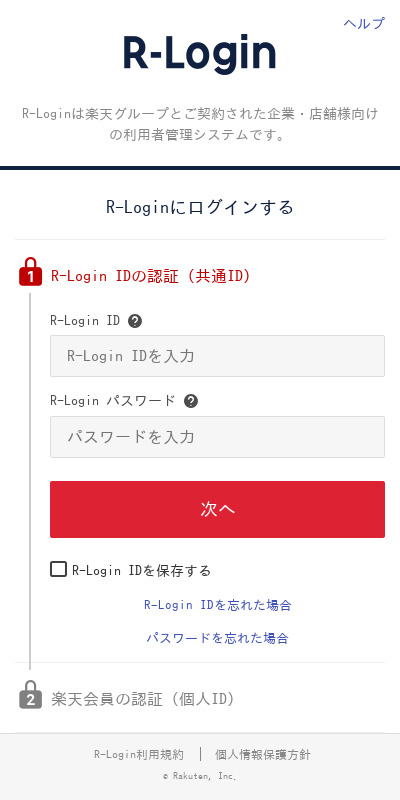 ヘルプ
R-Login
R-Loginは楽天グループとご契約された企業・店舗様向け
の利用者管理システムです。
R-Loginにログインする
1 R-Login IDの認証（共通ID）
R-Login ID ?
R-Login IDを入力
R-Login パスワード ?
パスワードを入力
次へ
R-Login IDを保存する
R-Login IDを忘れた場合
パスワードを忘れた場合
2 楽天会員の認証（個人ID）
R-Login利用規約 | 個人情報保護方針
© Rakuten, Inc.